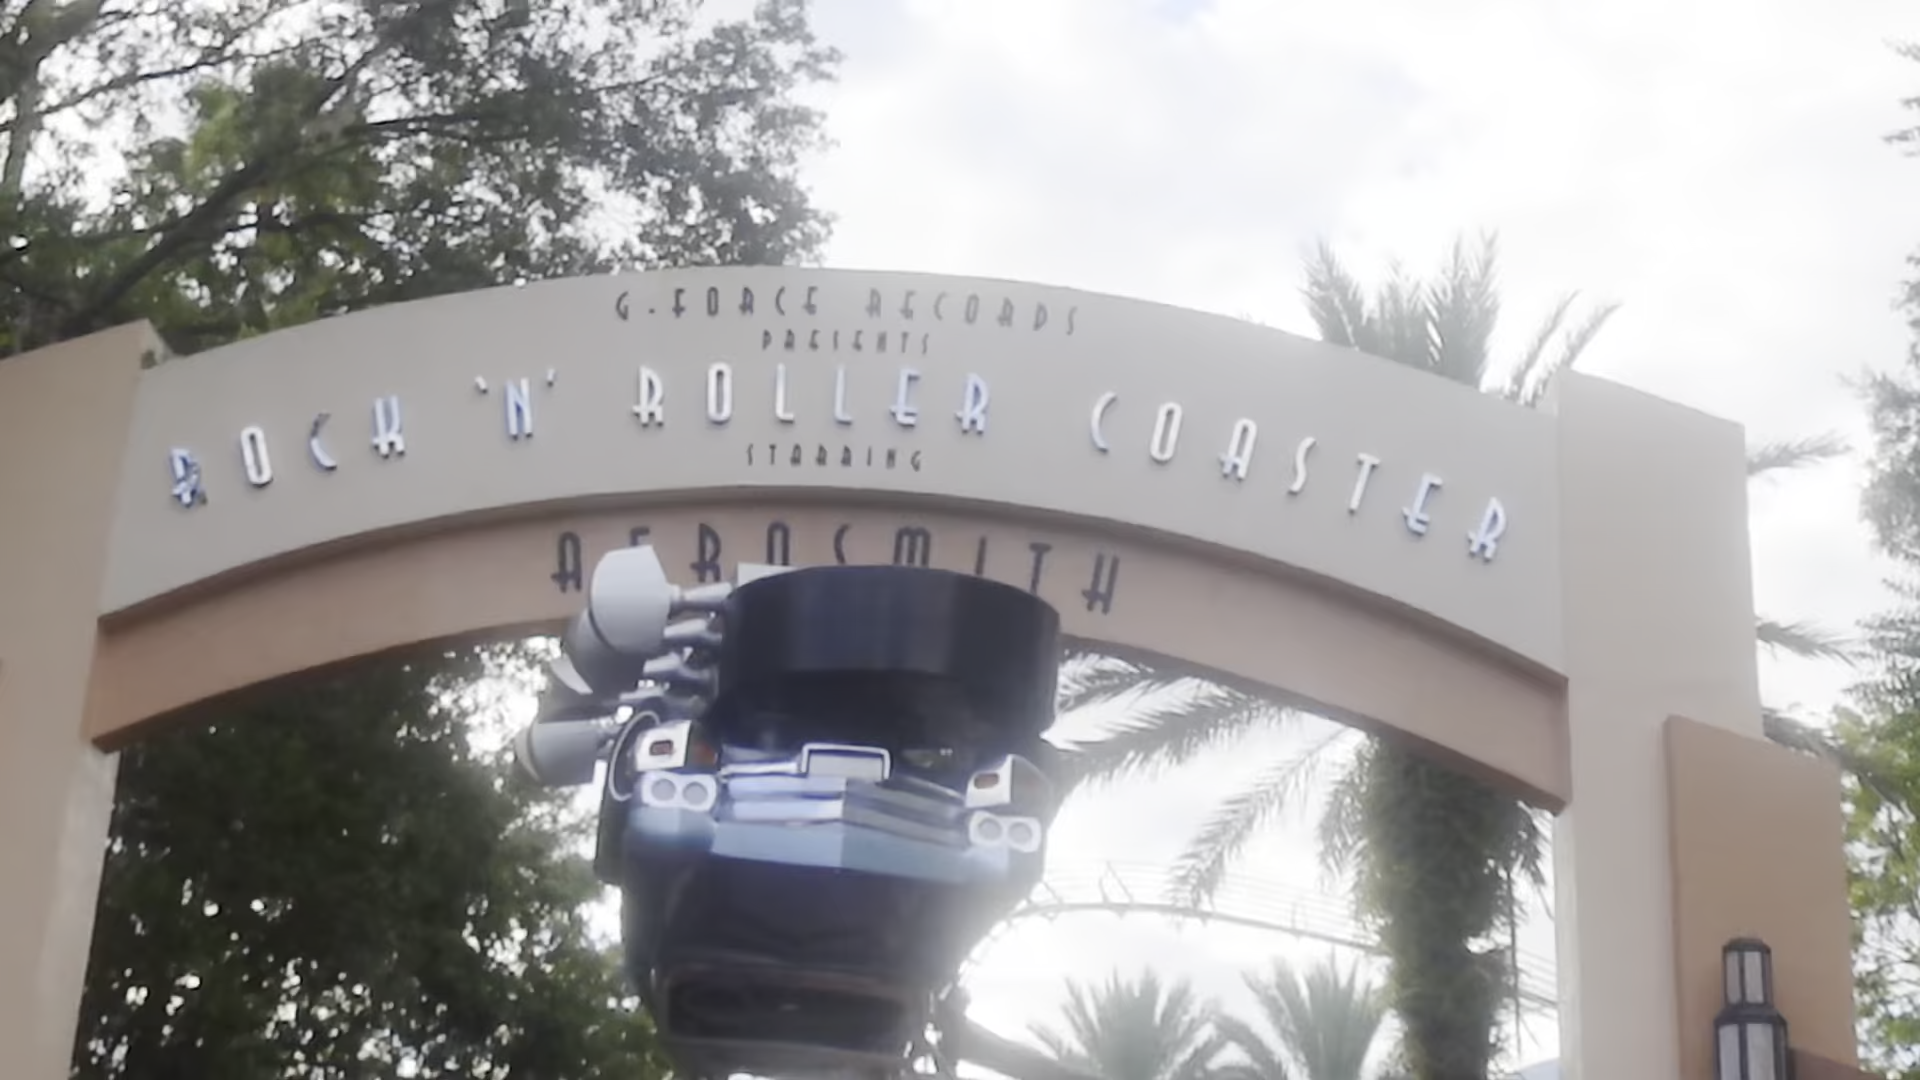 G-FORCE RECORDS
PRESENTS
ROCK 'N' ROLLER COASTER
STARRING
AEROSMITH